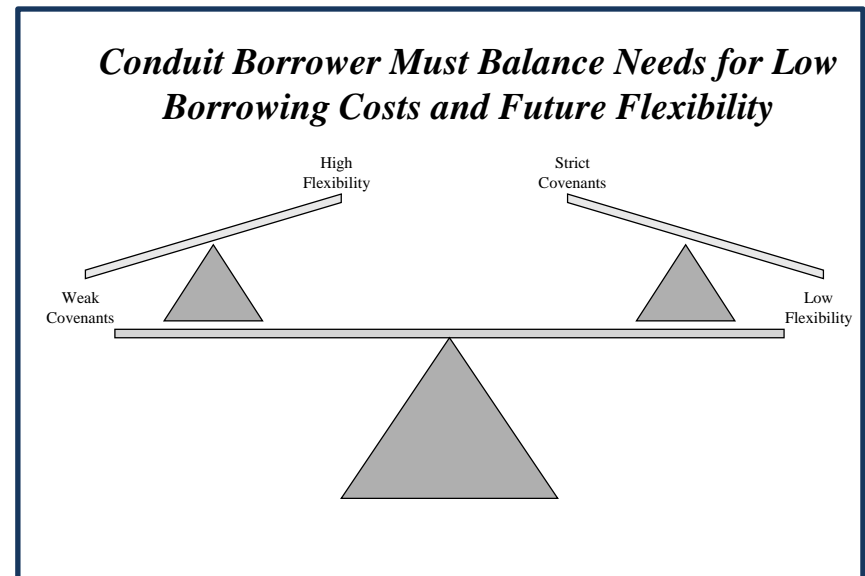 Conduit Borrower Must Balance Needs for Low
Borrowing Costs and Future Flexibility
High
Flexibility
Strict
Covenants
Weak
Covenants
Low
Flexibility